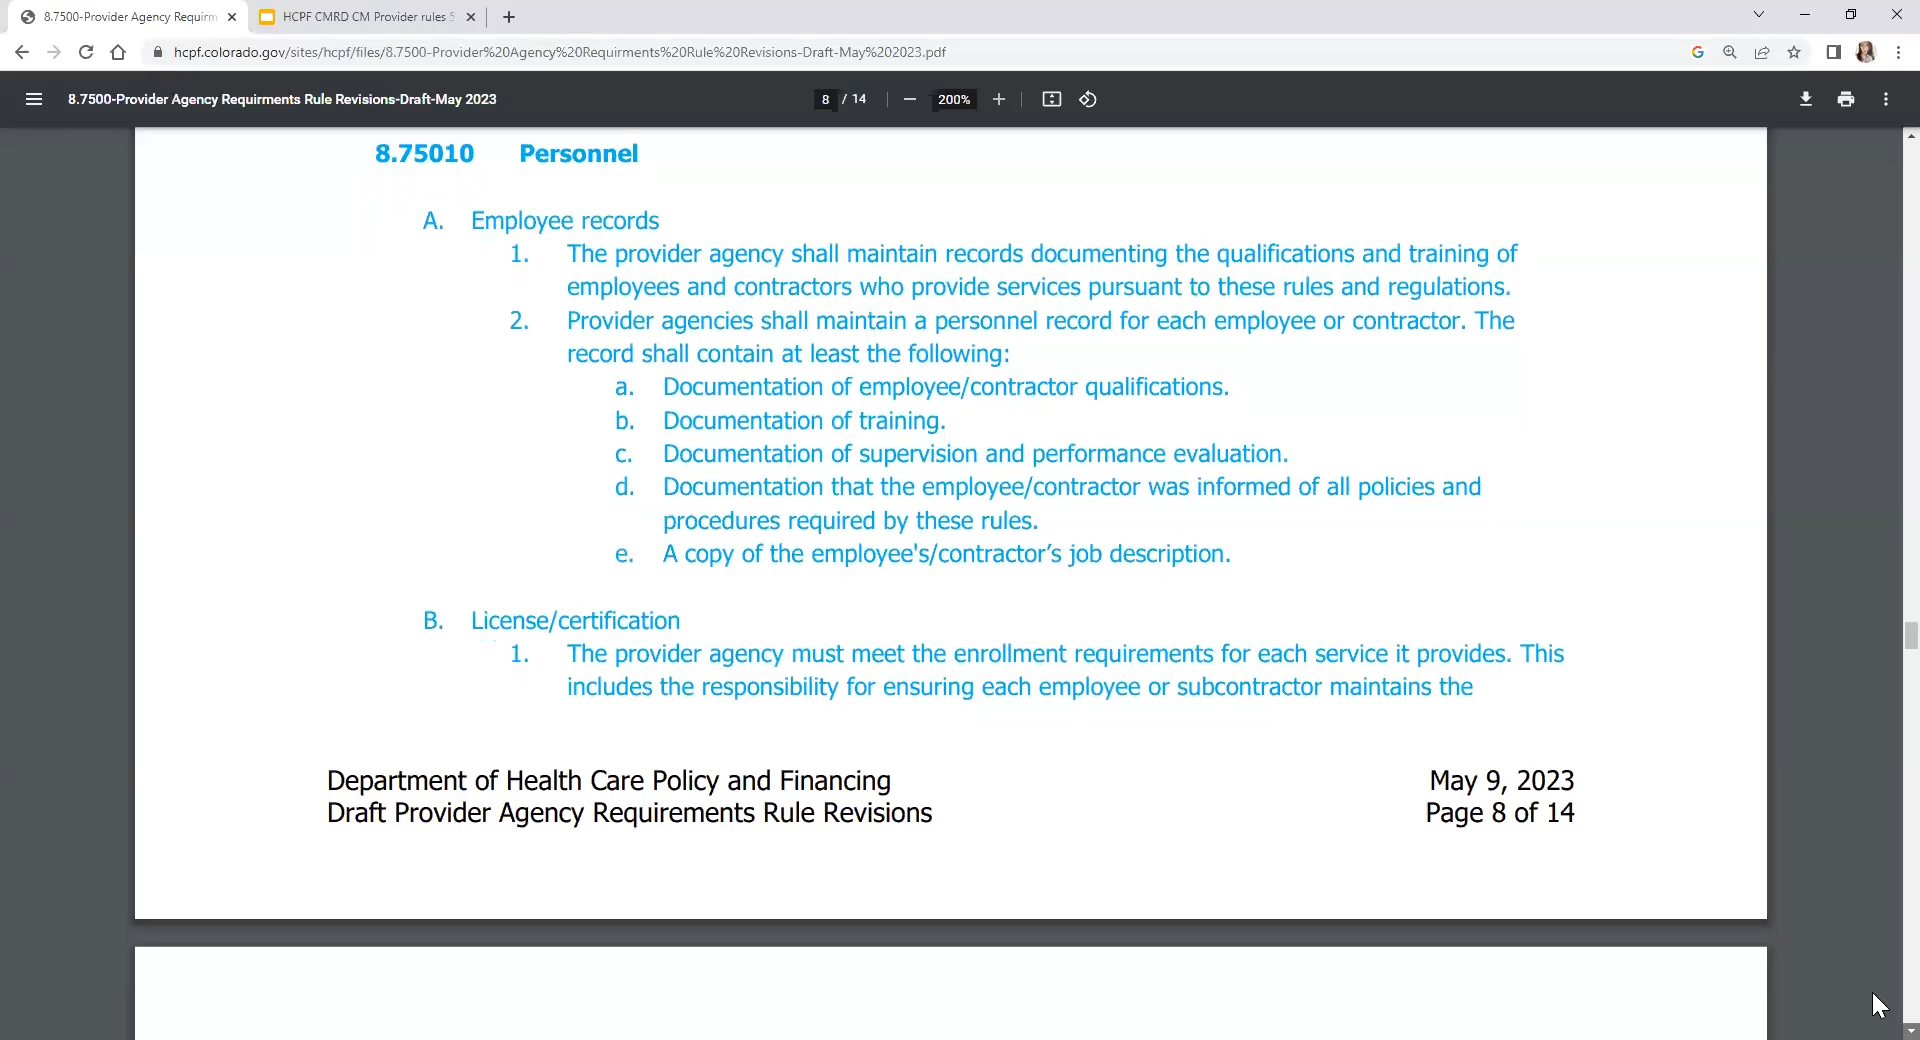 8.7500-Provider Agency Requirm
HCPF CMRD CM Provider rules 5
hcpf.colorado.gov/sites/hcpf/files/8.7500-Provider%20Agency%20Requirments%20Rule%20Revisions-Draft-May%202023.pdf
8.7500-Provider Agency Requirments Rule Revisions-Draft-May 2023
8 / 14
200%
8.75010 Personnel
A. Employee records
1. The provider agency shall maintain records documenting the qualifications and training of
employees and contractors who provide services pursuant to these rules and regulations.
2. Provider agencies shall maintain a personnel record for each employee or contractor. The
record shall contain at least the following:
a. Documentation of employee/contractor qualifications.
b. Documentation of training.
c. Documentation of supervision and performance evaluation.
d. Documentation that the employee/contractor was informed of all policies and
procedures required by these rules.
e. A copy of the employee's/contractor’s job description.
B. License/certification
1. The provider agency must meet the enrollment requirements for each service it provides. This
includes the responsibility for ensuring each employee or subcontractor maintains the
Department of Health Care Policy and Financing
May 9, 2023
Draft Provider Agency Requirements Rule Revisions
Page 8 of 14